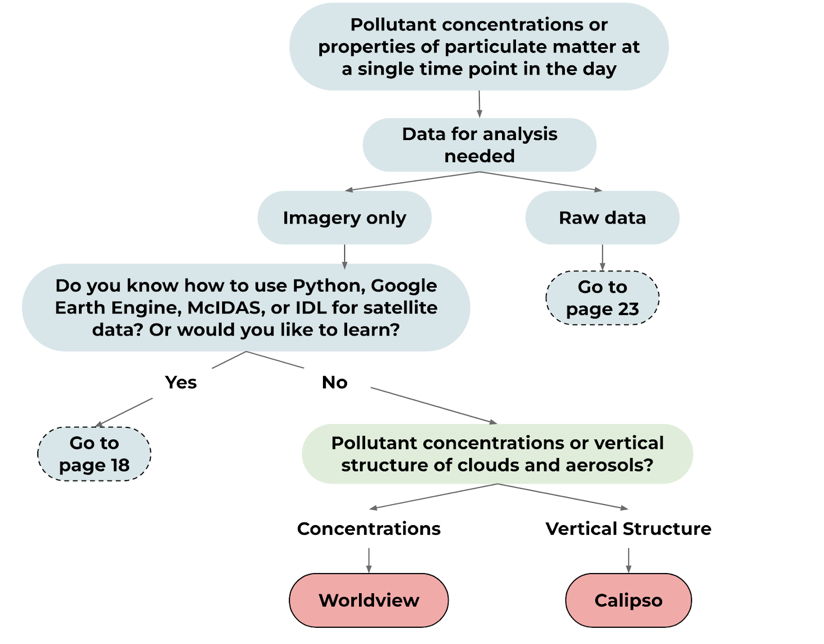 Pollutant concentrations or
properties of particulate matter at
a single time point in the day
Data for analysis
needed
Imagery only
Raw data
Do you know how to use Python, Google
Earth Engine, McIDAS, or IDL for satellite
data? Or would you like to learn?
Go to
page 23
Yes
No
Go to
page 18
Pollutant concentrations or vertical
structure of clouds and aerosols?
Concentrations
Vertical Structure
Worldview
Calipso